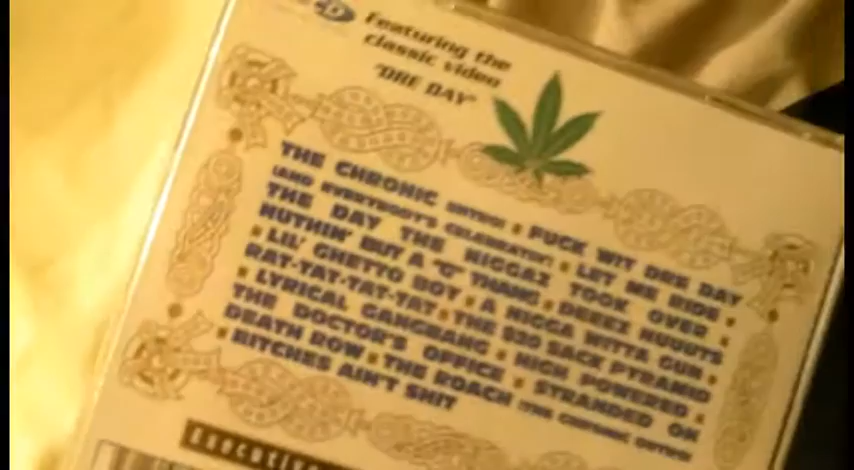 Featuring the
classic video
"DRE DAY"
THE CHRONIC (INTRO) ▪ FUCK WIT DRE DAY
(AND EVERYBODY'S CELEBRATIN') ▪ LET ME RIDE ▪
THE DAY THE NIGGAZ TOOK OVER ▪
NUTHIN' BUT A "G" THANG ▪ DEEEZ NUUUTS
▪ LIL' GHETTO BOY ▪ A NIGGA WITTA GUN ▪
RAT-TAT-TAT-TAT ▪ THE $20 SACK PYRAMID
▪ LYRICAL GANGBANG ▪ HIGH POWERED ▪
THE DOCTOR'S OFFICE ▪ STRANDED ON
DEATH ROW ▪ THE ROACH (THE CHRONIC OUTRO)
▪ BITCHES AIN'T SHIT
Executive